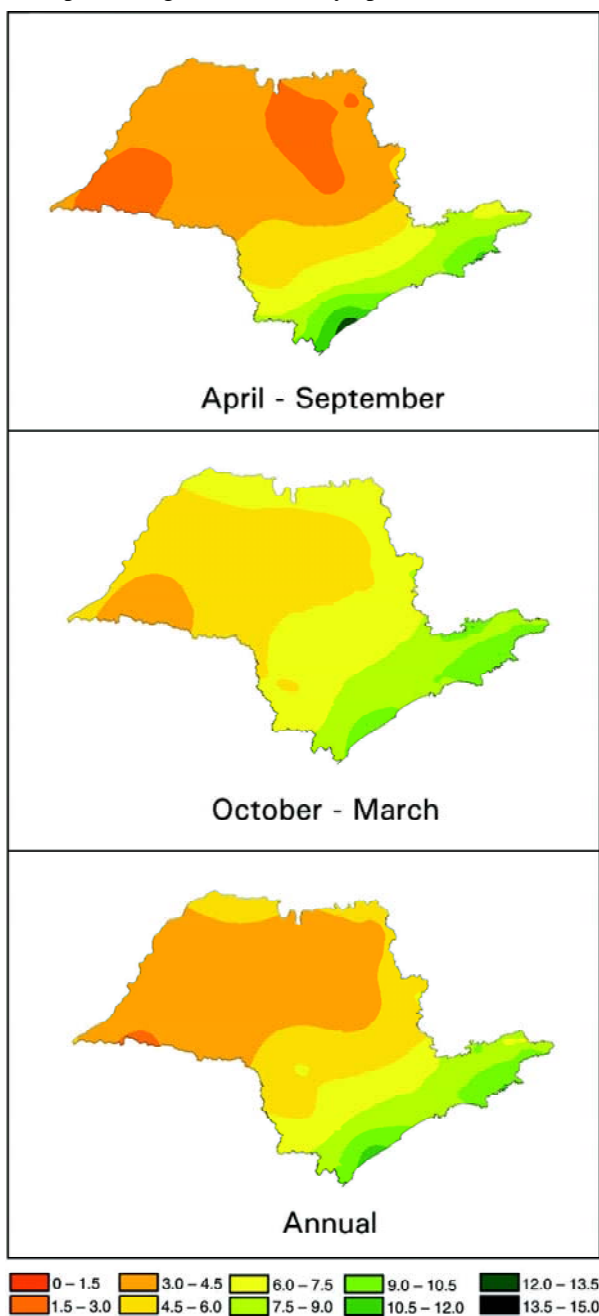 April - September
October - March
Annual
0 – 1.5 3.0 – 4.5 6.0 – 7.5 9.0 – 10.5 12.0 – 13.5
1.5 – 3.0 4.5 – 6.0 7.5 – 9.0 10.5 – 12.0 13.5 – 15.0